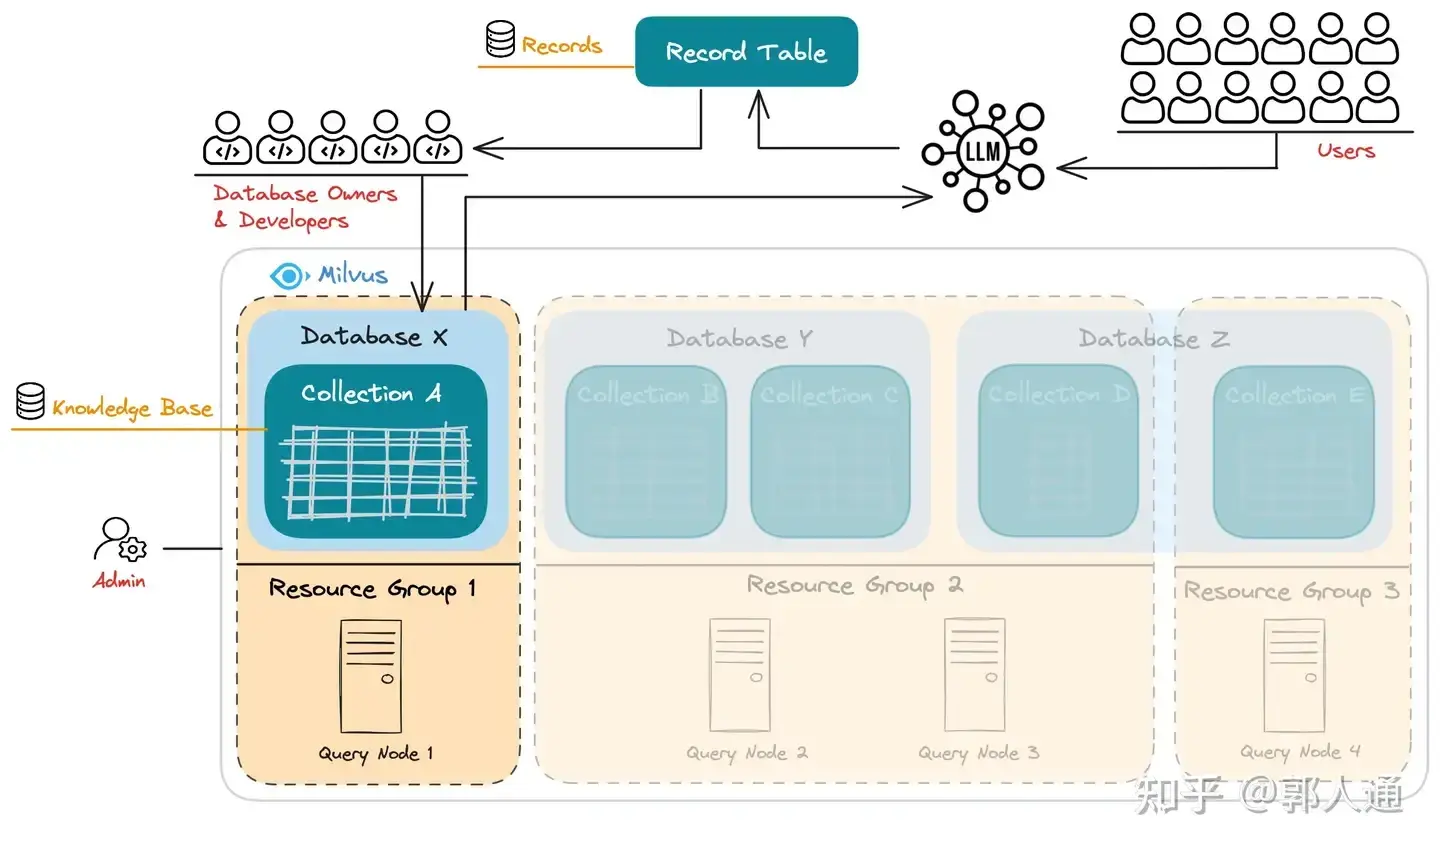 Records
Record Table
LLM
Users
</> </> </> </> </>
Database Owners
& Developers
Milvus
Database X
Database Y
Database Z
Collection A
Collection B
Collection C
Collection D
Collection E
Knowledge Base
Admin
Resource Group 1
Resource Group 2
Resource Group 3
Query Node 1
Query Node 2
Query Node 3
Query Node 4
知乎 @郭人通